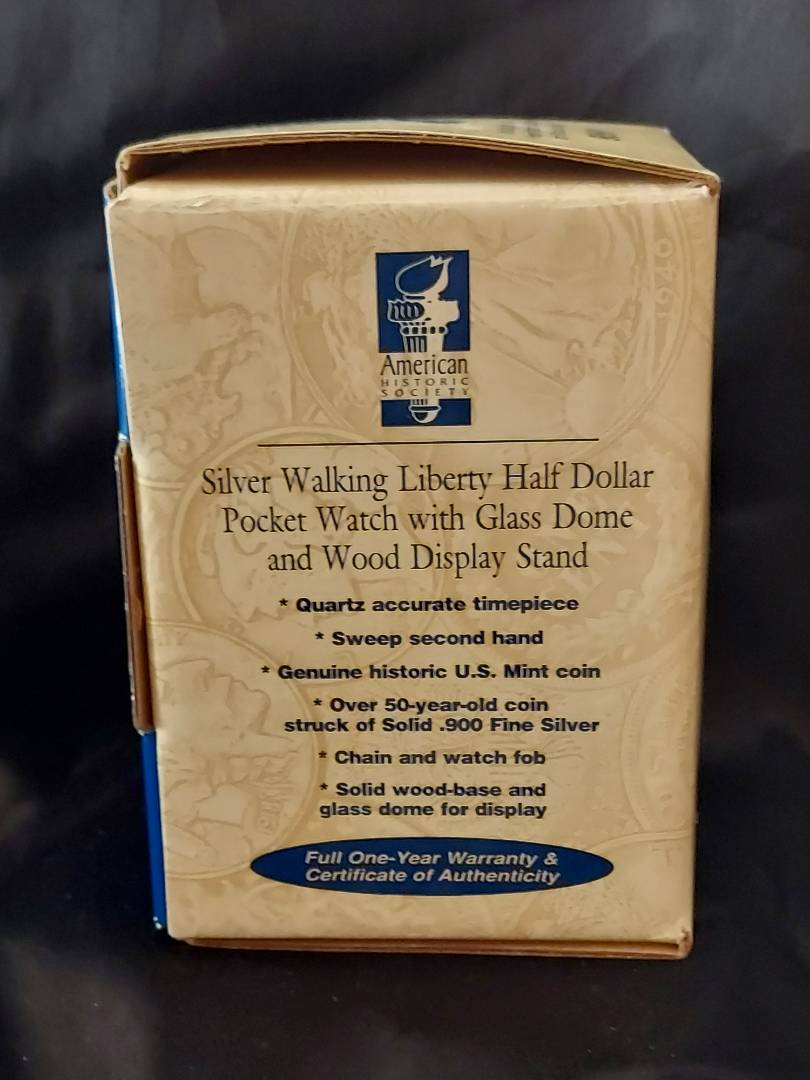 American
HISTORIC
SOCIETY
Silver Walking Liberty Half Dollar
Pocket Watch with Glass Dome
and Wood Display Stand
* Quartz accurate timepiece
* Sweep second hand
* Genuine historic U.S. Mint coin
* Over 50-year-old coin
struck of Solid .900 Fine Silver
* Chain and watch fob
* Solid wood-base and
glass dome for display
Full One-Year Warranty &
Certificate of Authenticity